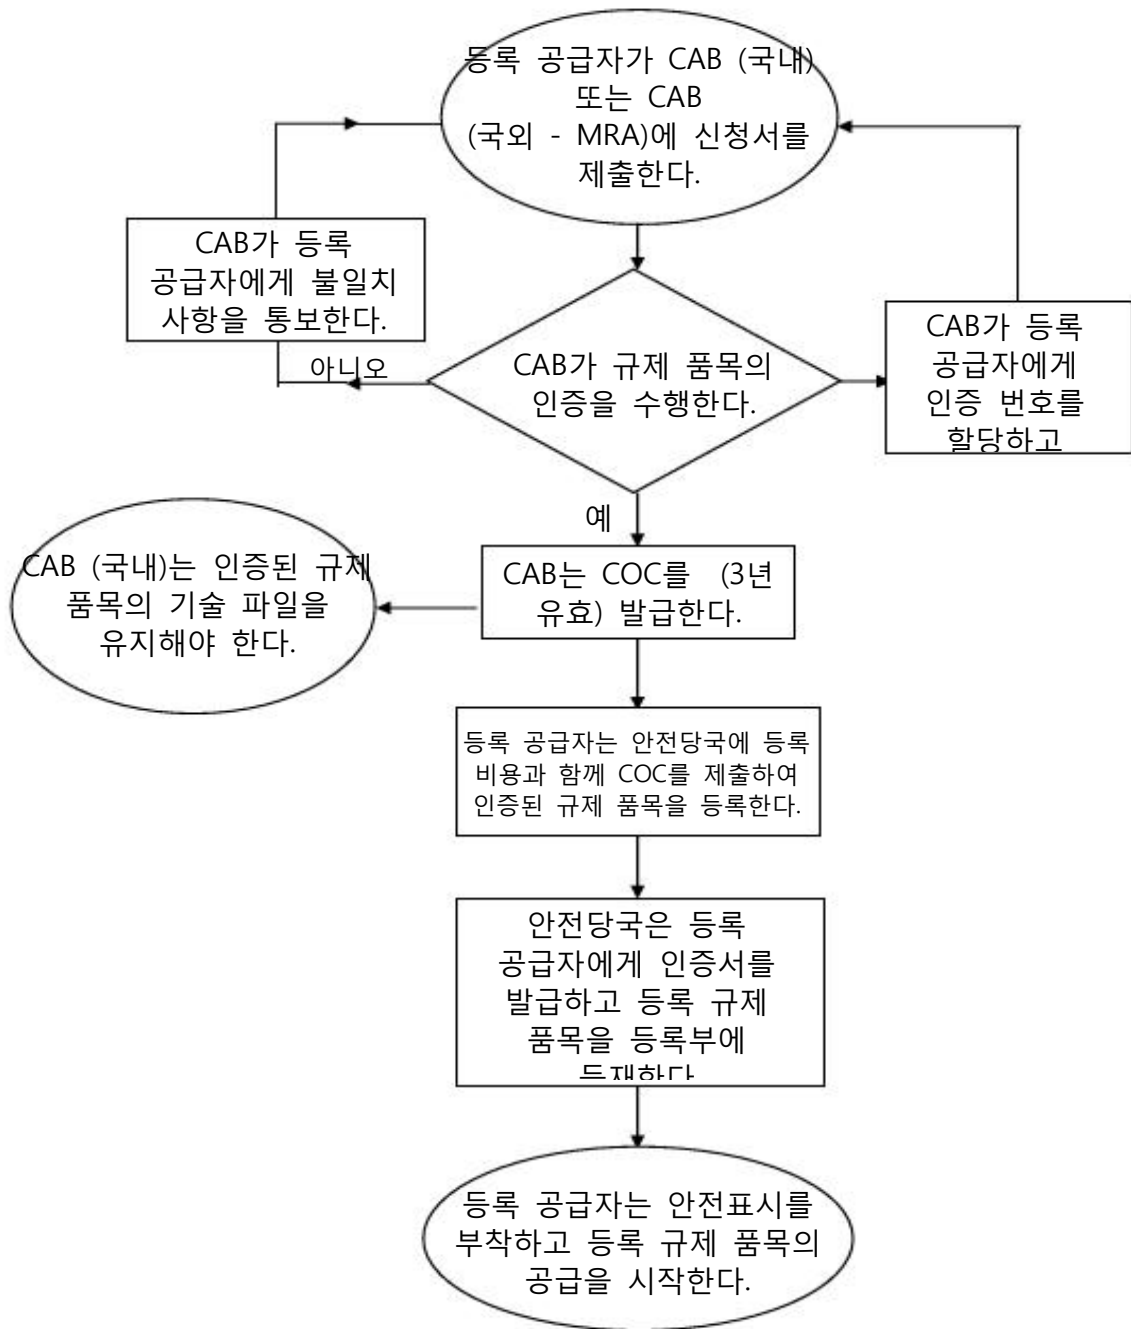 등록 공급자가 CAB (국내)
또는 CAB
(국외 - MRA)에 신청서를
제출한다.
CAB가 등록
공급자에게 불일치
사항을 통보한다.
아니오
CAB가 규제 품목의
인증을 수행한다.
CAB가 등록
공급자에게
인증 번호를
할당하고
예
CAB (국내)는 인증된 규제
품목의 기술 파일을
유지해야 한다.
CAB는 COC를 (3년
유효) 발급한다.
등록 공급자는 안전당국에 등록
비용과 함께 COC를 제출하여
인증된 규제 품목을 등록한다.
안전당국은 등록
공급자에게 인증서를
발급하고 등록 규제
품목을 등록부에
등재한다
등록 공급자는 안전표시를
부착하고 등록 규제 품목의
공급을 시작한다.